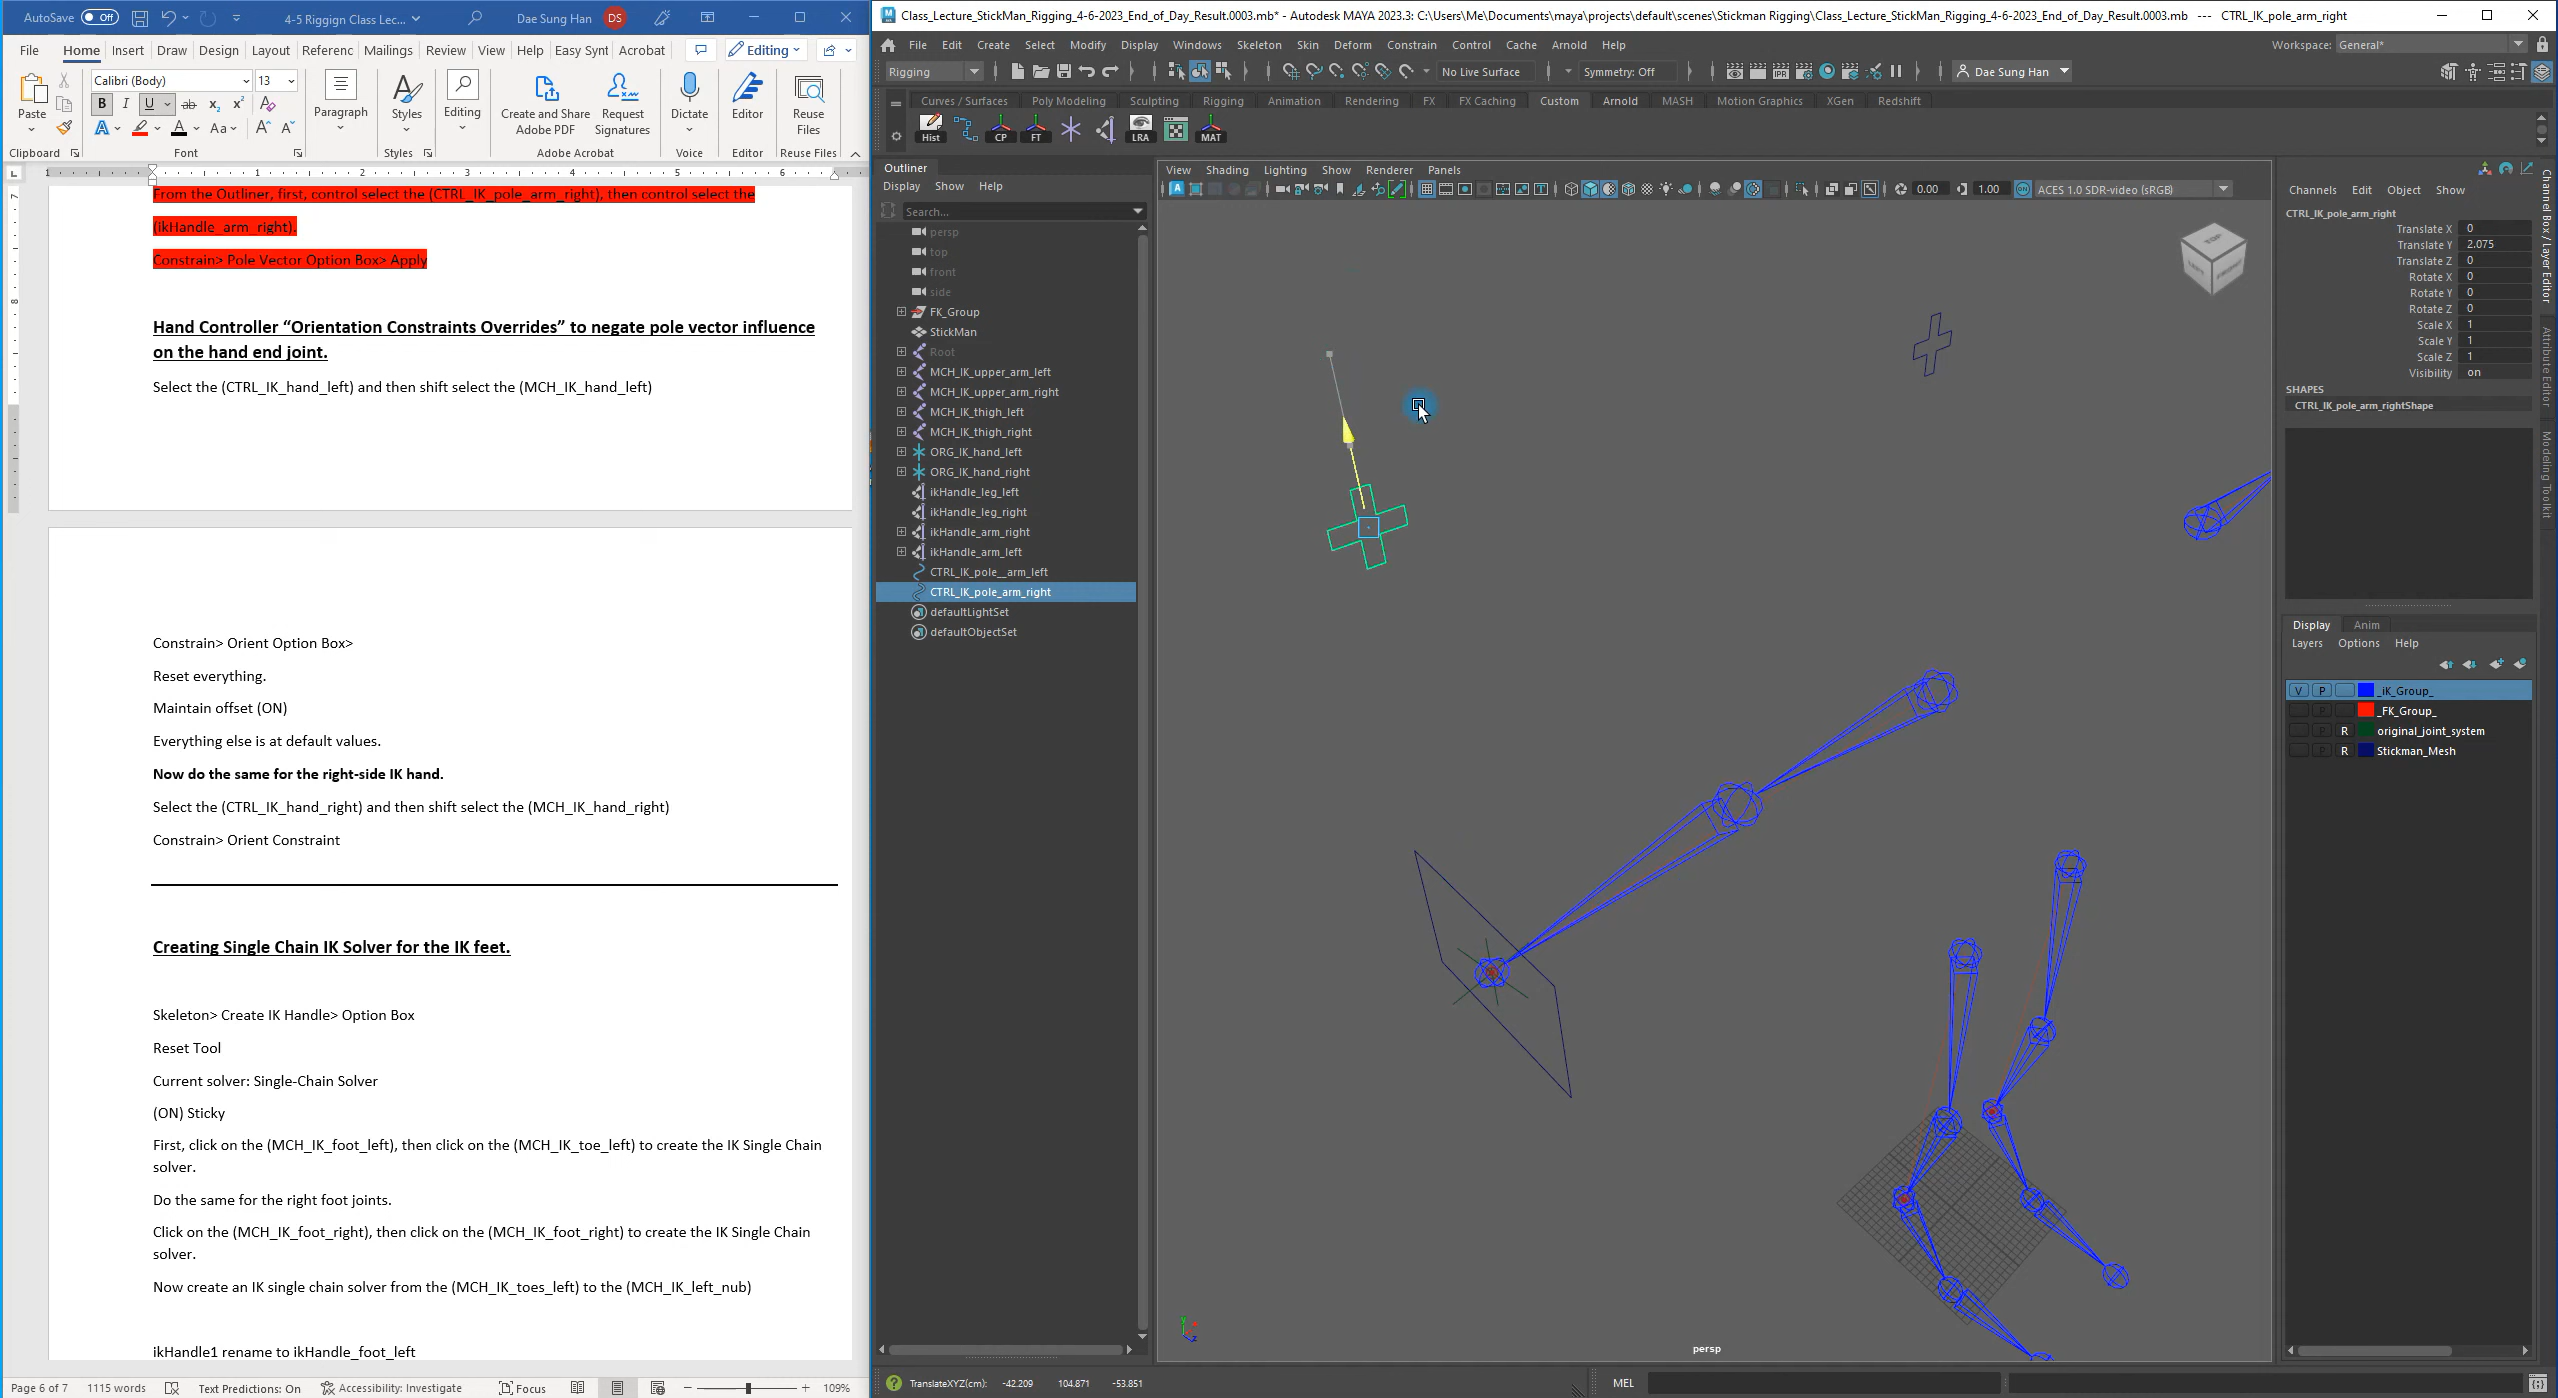 AutoSave Off 4-5 Riggign Class Lec... Dae Sung Han DS
File Home Insert Draw Design Layout Referenc Mailings Review View Help Easy Synt Acrobat Editing
Calibri (Body) 13
Paste Paragraph Styles Editing Create and Share Adobe PDF Request Signatures Dictate Editor Reuse Files
Clipboard Font Styles Adobe Acrobat Voice Editor Reuse Files
From the Outliner, first, control select the (CTRL_IK_pole_arm_right), then control select the
(ikHandle_arm_right).
Constrain> Pole Vector Option Box> Apply
Hand Controller “Orientation Constraints Overrides” to negate pole vector influence
on the hand end joint.
Select the (CTRL_IK_hand_left) and then shift select the (MCH_IK_hand_left)
Constrain> Orient Option Box>
Reset everything.
Maintain offset (ON)
Everything else is at default values.
Now do the same for the right-side IK hand.
Select the (CTRL_IK_hand_right) and then shift select the (MCH_IK_hand_right)
Constrain> Orient Constraint
Creating Single Chain IK Solver for the IK feet.
Skeleton> Create IK Handle> Option Box
Reset Tool
Current solver: Single-Chain Solver
(ON) Sticky
First, click on the (MCH_IK_foot_left), then click on the (MCH_IK_toe_left) to create the IK Single Chain
solver.
Do the same for the right foot joints.
Click on the (MCH_IK_foot_right), then click on the (MCH_IK_foot_right) to create the IK Single Chain
solver.
Now create an IK single chain solver from the (MCH_IK_toes_left) to the (MCH_IK_left_nub)
ikHandle1 rename to ikHandle_foot_left
Page 6 of 7 1115 words Text Predictions: On Accessibility: Investigate Focus 109%
Class_Lecture_StickMan_Rigging_4-6-2023_End_of_Day_Result.0003.mb* - Autodesk MAYA 2023.3: C:\Users\Me\Documents\maya\projects\default\scenes\Stickman Rigging\Class_Lecture_StickMan_Rigging_4-6-2023_End_of_Day_Result.0003.mb --- CTRL_IK_pole_arm_right
File Edit Create Select Modify Display Windows Skeleton Skin Deform Constrain Control Cache Arnold Help Workspace: General*
Rigging No Live Surface Symmetry: Off IPR Dae Sung Han
Curves / Surfaces Poly Modeling Sculpting Rigging Animation Rendering FX FX Caching Custom Arnold MASH Motion Graphics XGen Redshift
Hist CP FT LRA MAT
Outliner
Display Show Help
Search...
persp
top
front
side
FK_Group
StickMan
Root
MCH_IK_upper_arm_left
MCH_IK_upper_arm_right
MCH_IK_thigh_left
MCH_IK_thigh_right
ORG_IK_hand_left
ORG_IK_hand_right
ikHandle_leg_left
ikHandle_leg_right
ikHandle_arm_right
ikHandle_arm_left
CTRL_IK_pole__arm_left
CTRL_IK_pole_arm_right
defaultLightSet
defaultObjectSet
View Shading Lighting Show Renderer Panels
0.00 1.00 ACES 1.0 SDR-video (sRGB)
TOP LEFT FRONT
persp
Channels Edit Object Show
CTRL_IK_pole_arm_right
Translate X 0
Translate Y 2.075
Translate Z 0
Rotate X 0
Rotate Y 0
Rotate Z 0
Scale X 1
Scale Y 1
Scale Z 1
Visibility on
SHAPES
CTRL_IK_pole_arm_rightShape
Display Anim
Layers Options Help
V P _iK_Group_
P _FK_Group_
P R original_joint_system
P R Stickman_Mesh
Channel Box / Layer Editor
Attribute Editor
Modeling Toolkit
TranslateXYZ(cm): -42.209 104.871 -53.851 MEL